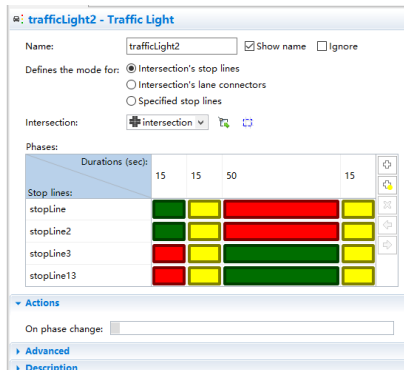 trafficLight2 - Traffic Light
Name: trafficLight2 Show name Ignore
Defines the mode for: Intersection's stop lines
Intersection's lane connectors
Specified stop lines
Intersection: intersection
Phases:
Durations (sec): 15 15 50 15
Stop lines:
stopLine
stopLine2
stopLine3
stopLine13
Actions
On phase change:
Advanced
Description